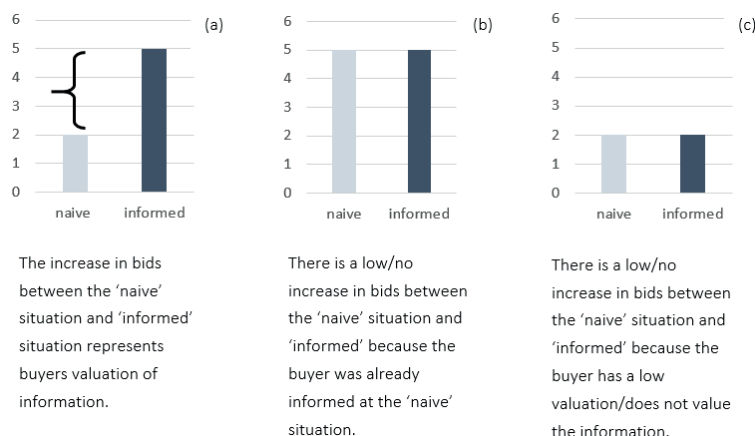 (a)
6
5
4
3
2
1
0
naive informed
The increase in bids
between the ‘naive’
situation and ‘informed’
situation represents
buyers valuation of
information.
(b)
6
5
4
3
2
1
0
naive informed
There is a low/no
increase in bids between
the ‘naive’ situation and
‘informed’ because the
buyer was already
informed at the ‘naive’
situation.
(c)
6
5
4
3
2
1
0
naive informed
There is a low/no
increase in bids between
the ‘naive’ situation and
‘informed’ because the
buyer has a low
valuation/does not value
the information.